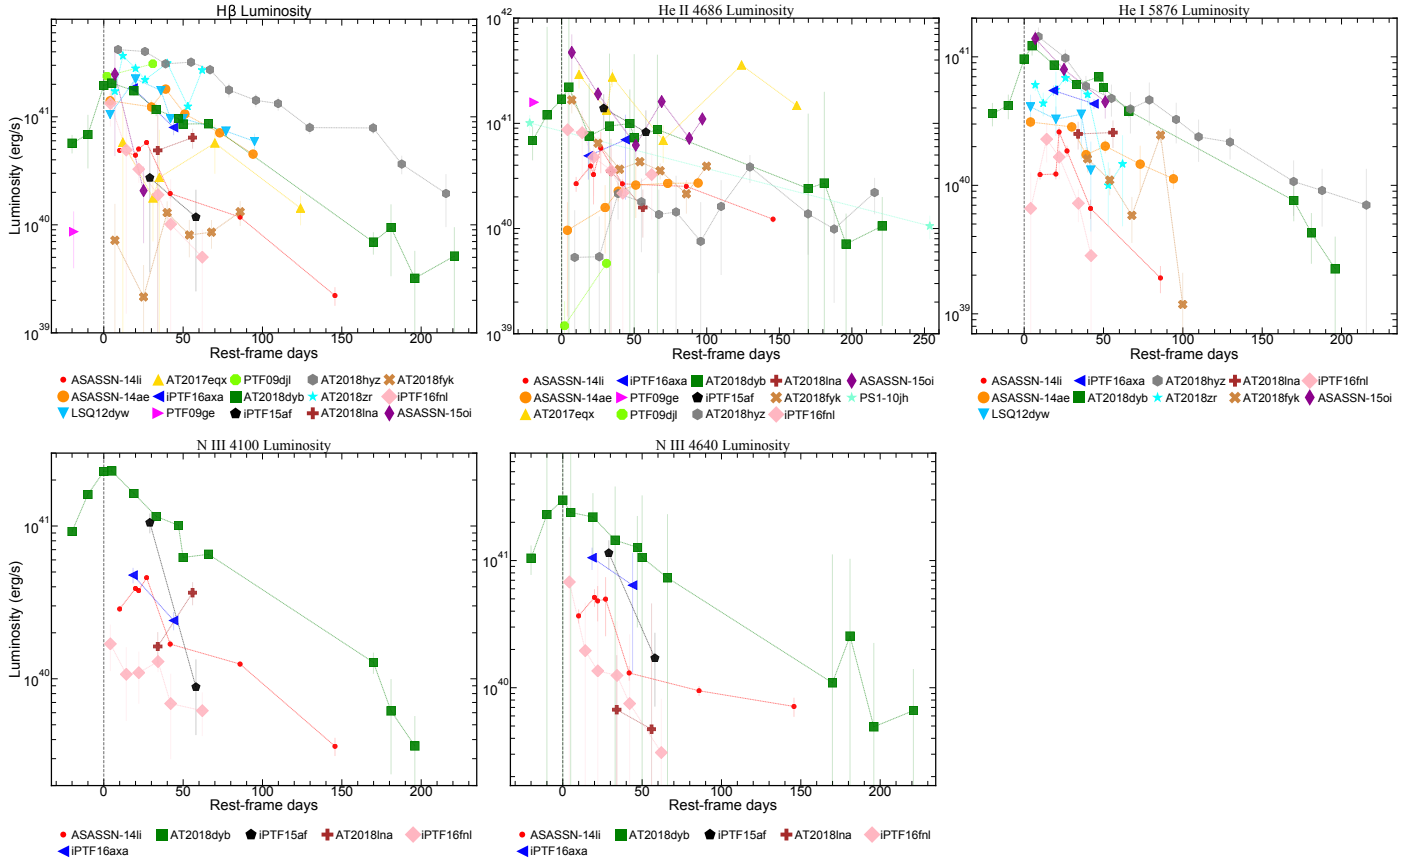 Hβ Luminosity
He II 4686 Luminosity
He I 5876 Luminosity
Luminosity (erg/s)
10^41
10^40
10^39
10^42
10^41
10^40
10^39
10^41
10^40
10^39
0 50 100 150 200
0 50 100 150 200 250
0 50 100 150 200
Rest-frame days
Rest-frame days
Rest-frame days
ASASSN-14li AT2017eqx PTF09djl AT2018hyz AT2018fyk
ASASSN-14ae iPTF16axa AT2018dyb AT2018zr iPTF16fnl
LSQ12dyw PTF09ge iPTF15af AT2018lna ASASSN-15oi
ASASSN-14li iPTF16axa AT2018dyb AT2018lna ASASSN-15oi
ASASSN-14ae PTF09ge iPTF15af AT2018fyk PS1-10jh
AT2017eqx PTF09djl AT2018hyz iPTF16fnl
ASASSN-14li iPTF16axa AT2018hyz AT2018lna iPTF16fnl
ASASSN-14ae AT2018dyb AT2018zr AT2018fyk ASASSN-15oi
LSQ12dyw
N III 4100 Luminosity
N III 4640 Luminosity
Luminosity (erg/s)
10^41
10^40
10^41
10^40
0 50 100 150 200
0 50 100 150 200
Rest-frame days
Rest-frame days
ASASSN-14li AT2018dyb iPTF15af AT2018lna iPTF16fnl
iPTF16axa
ASASSN-14li AT2018dyb iPTF15af AT2018lna iPTF16fnl
iPTF16axa